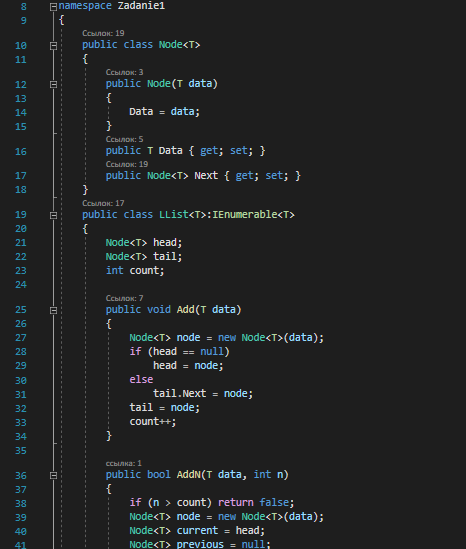 8 namespace Zadanie1
9 {
Ссылок: 19
10 public class Node<T>
11 {
Ссылок: 3
12 public Node(T data)
13 {
14 Data = data;
15 }
Ссылок: 5
16 public T Data { get; set; }
Ссылок: 19
17 public Node<T> Next { get; set; }
18 }
Ссылок: 17
19 public class LList<T>:IEnumerable<T>
20 {
21 Node<T> head;
22 Node<T> tail;
23 int count;
24
Ссылок: 7
25 public void Add(T data)
26 {
27 Node<T> node = new Node<T>(data);
28 if (head == null)
29 head = node;
30 else
31 tail.Next = node;
32 tail = node;
33 count++;
34 }
35
ссылка: 1
36 public bool AddN(T data, int n)
37 {
38 if (n > count) return false;
39 Node<T> node = new Node<T>(data);
40 Node<T> current = head;
41 Node<T> previous = null;